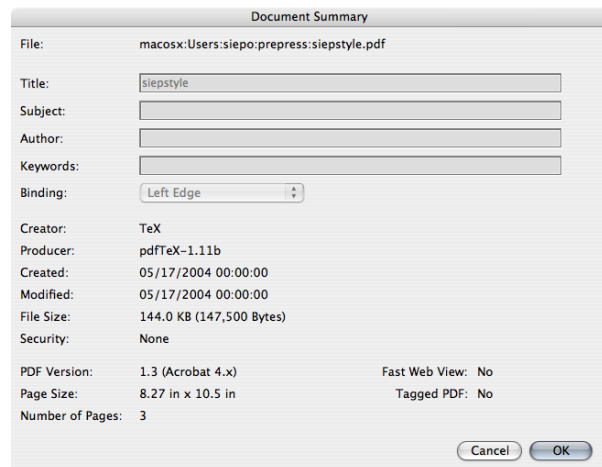 Document Summary
File: macosx:Users:siepo:prepress:siepstyle.pdf
Title: siepstyle
Subject:
Author:
Keywords:
Binding: Left Edge
Creator: TeX
Producer: pdfTeX-1.11b
Created: 05/17/2004 00:00:00
Modified: 05/17/2004 00:00:00
File Size: 144.0 KB (147,500 Bytes)
Security: None
PDF Version: 1.3 (Acrobat 4.x) Fast Web View: No
Page Size: 8.27 in x 10.5 in Tagged PDF: No
Number of Pages: 3
Cancel OK